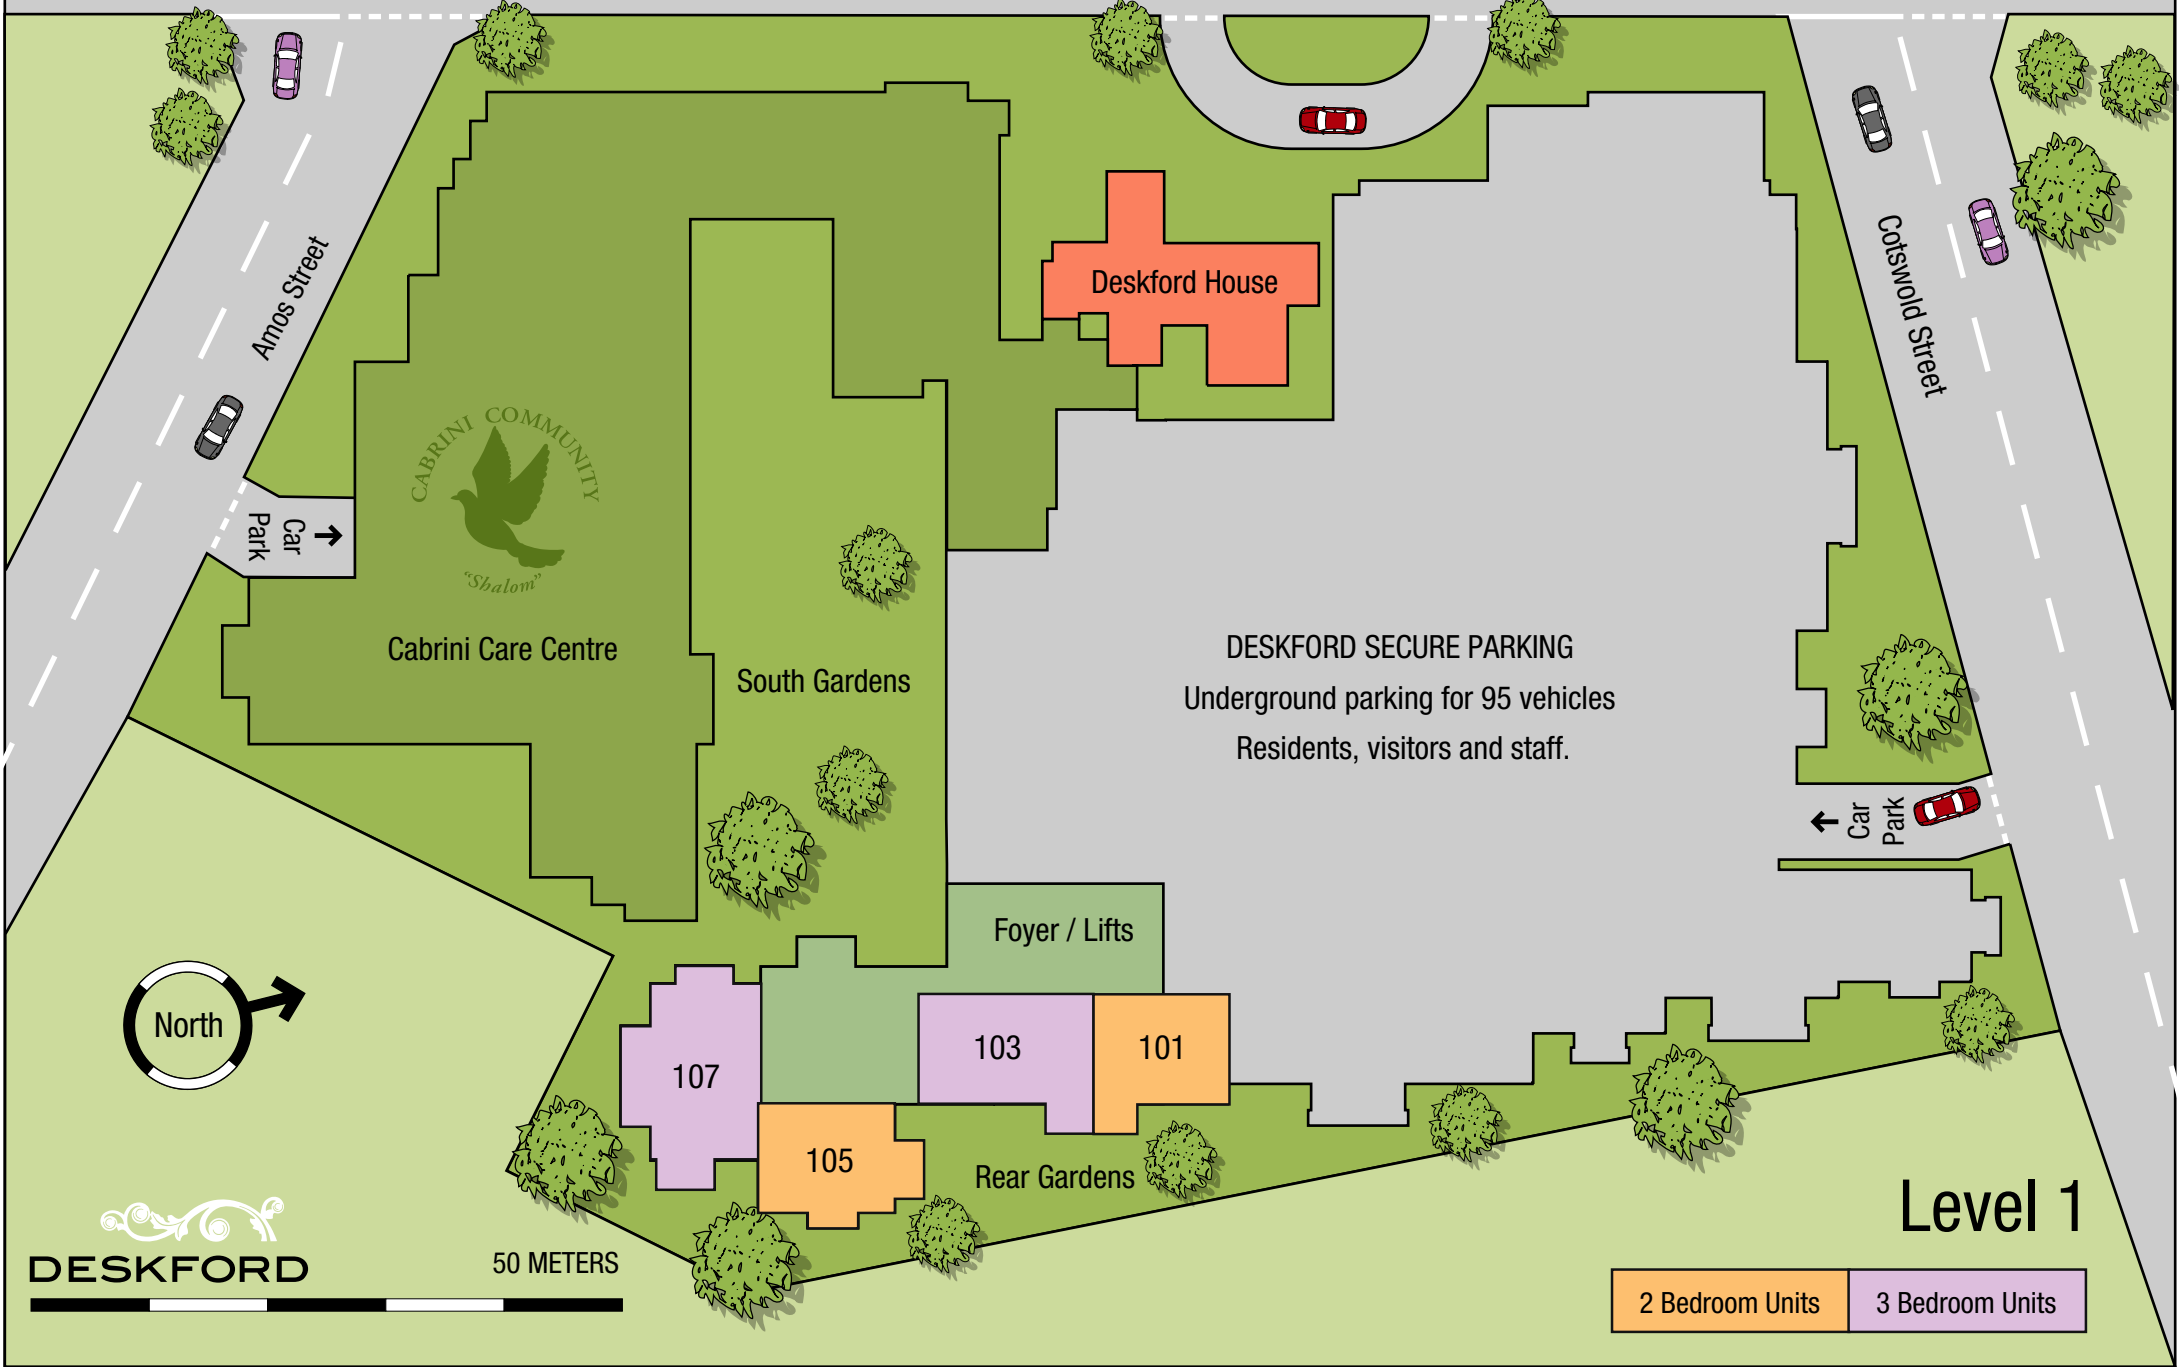 Amos Street
Cotswold Street
Deskford House
CABRINI COMMUNITY
"Shalom"
Car
Park
Cabrini Care Centre
South Gardens
DESKFORD SECURE PARKING
Underground parking for 95 vehicles
Residents, visitors and staff.
Car
Park
Foyer / Lifts
North
107
103
101
105
Rear Gardens
DESKFORD
50 METERS
Level 1
2 Bedroom Units
3 Bedroom Units